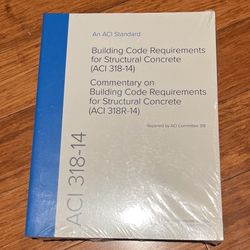 An ACI Standard
Building Code Requirements
for Structural Concrete
(ACI 318-14)
Commentary on
Building Code Requirements
for Structural Concrete
(ACI 318R-14)
Reported by ACI Committee 318
ACI 318-14